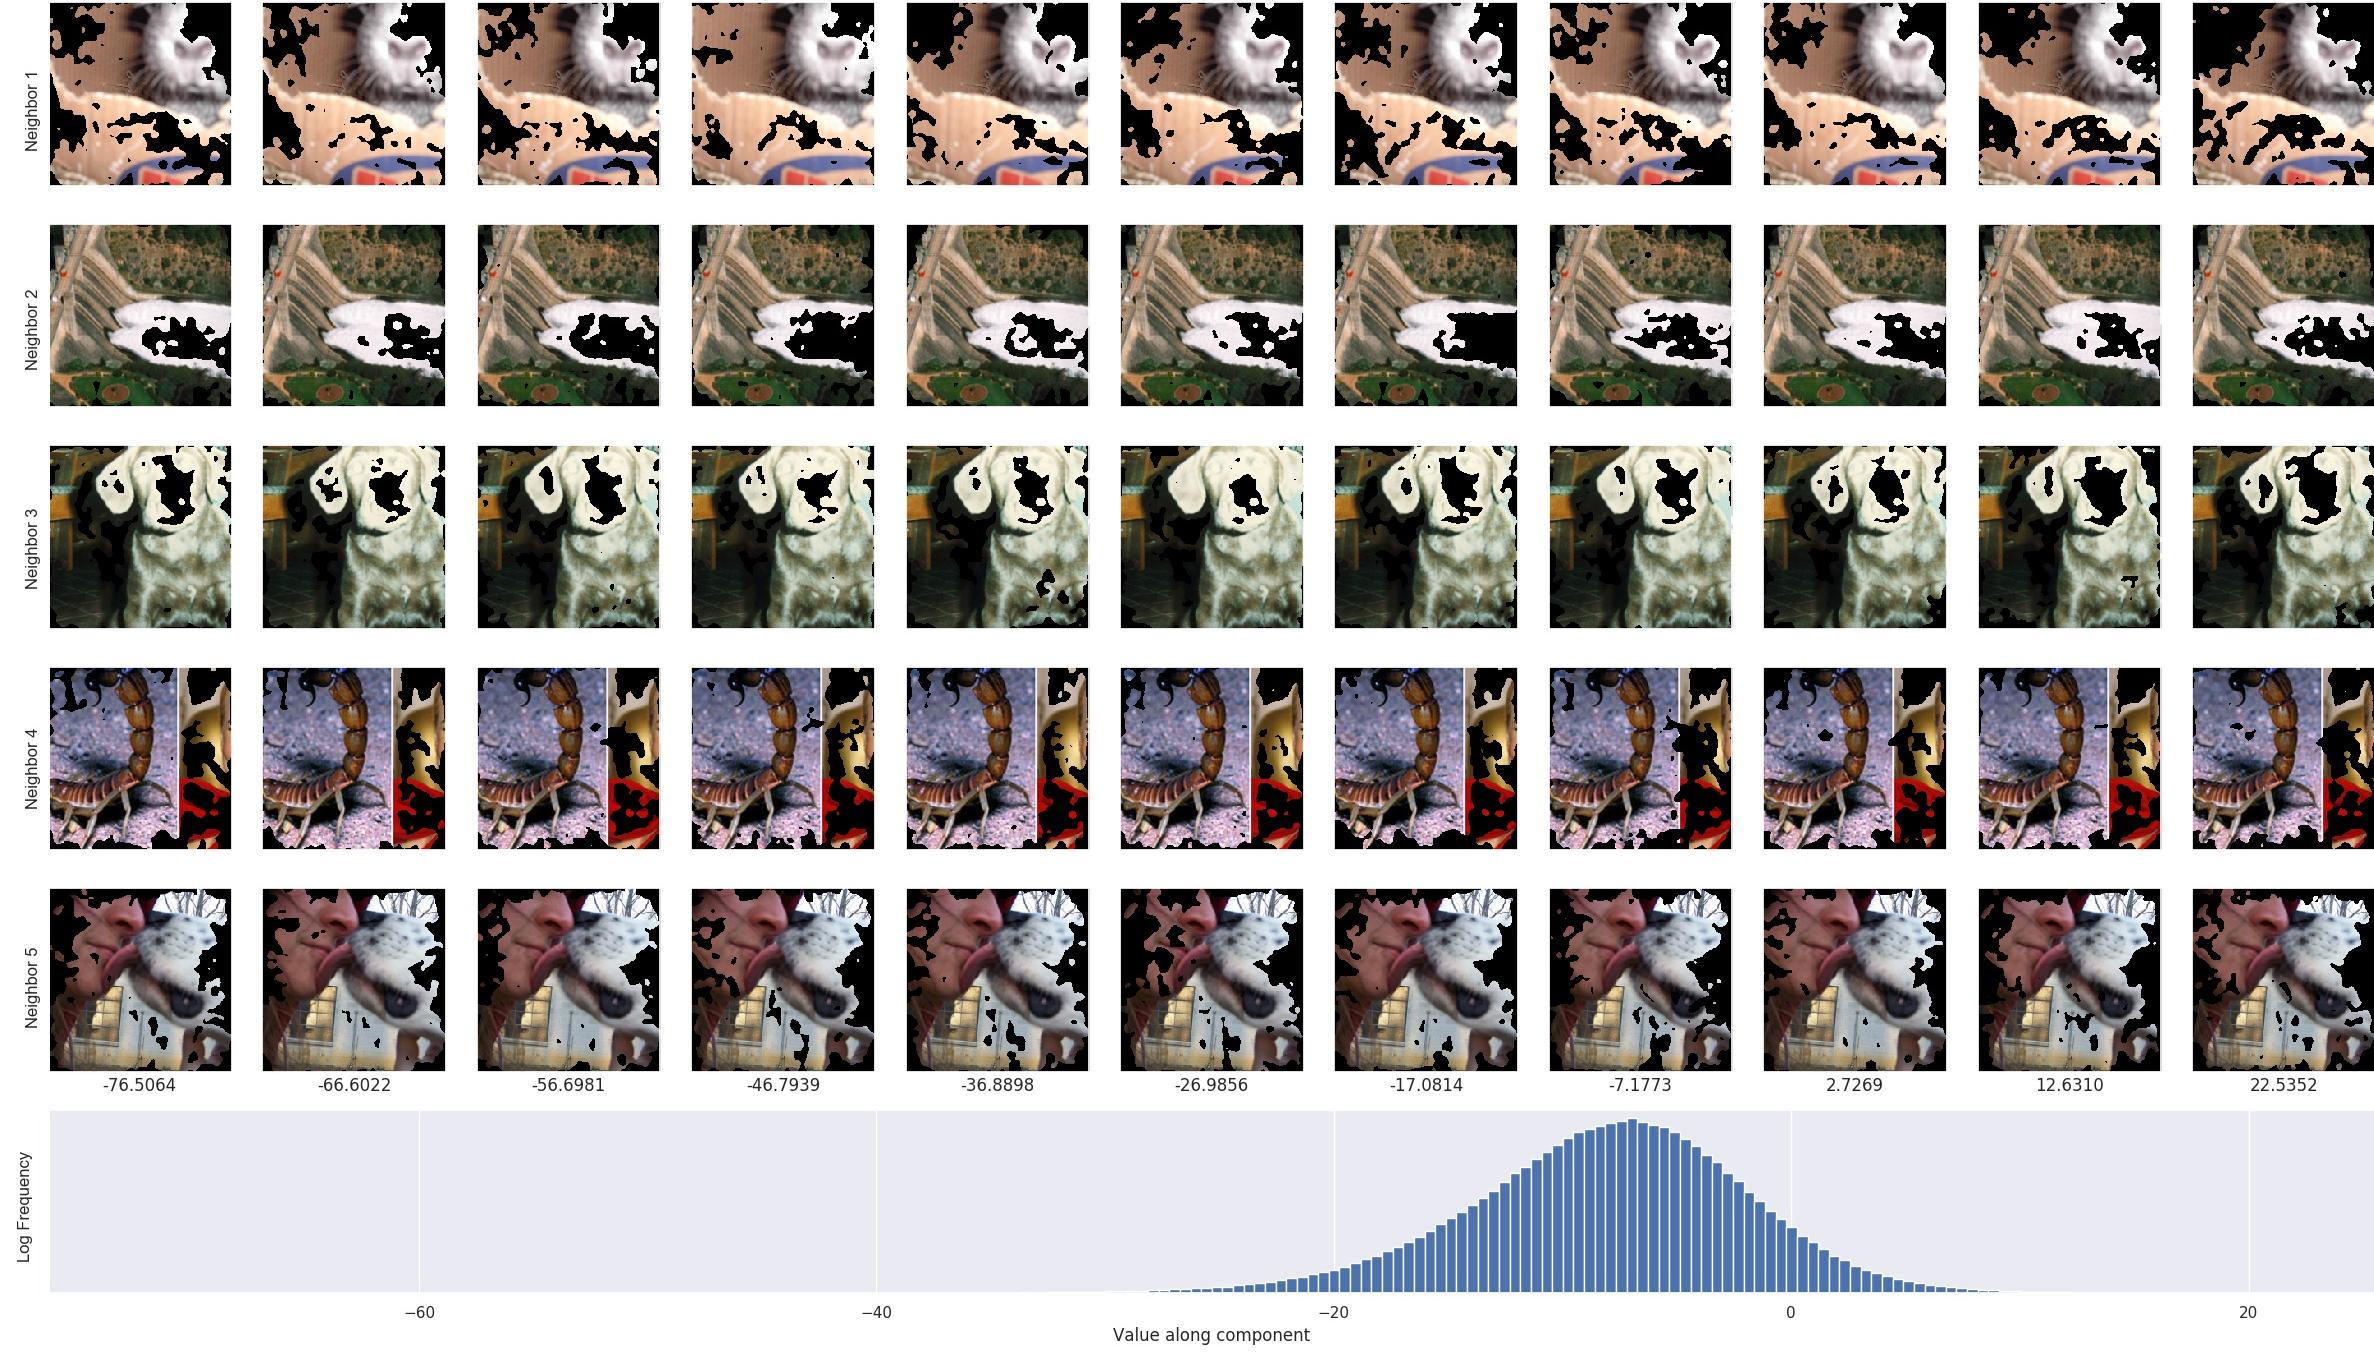 Neighbor 1
Neighbor 2
Neighbor 3
Neighbor 4
Neighbor 5
-76.5064 -66.6022 -56.6981 -46.7939 -36.8898 -26.9856 -17.0814 -7.1773 2.7269 12.6310 22.5352
Log Frequency
−60 −40 −20 0 20
Value along component